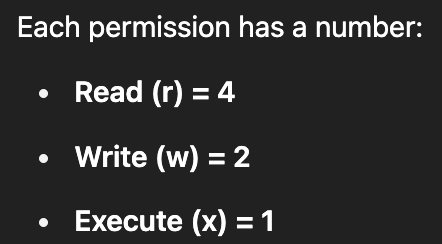 Each permission has a number:
• Read (r) = 4
• Write (w) = 2
• Execute (x) = 1